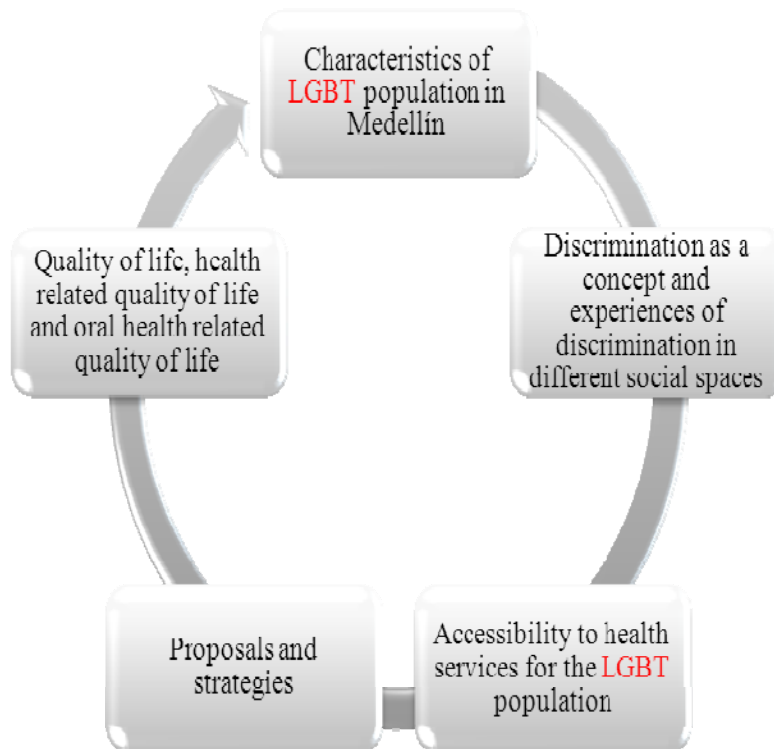 Characteristics of
LGBT population in
Medellín
Discrimination as a
concept and
experiences of
discrimination in
different social spaces
Accessibility to health
services for the LGBT
population
Proposals and
strategies
Quality of life, health
related quality of life
and oral health related
quality of life